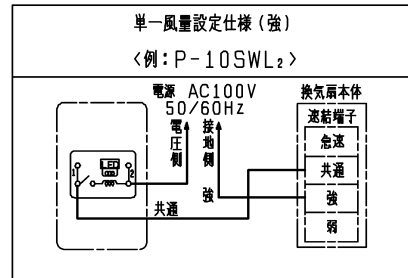 単一風量設定仕様(強)
〈例:P-10SWL₂〉
電源 AC100V
50/60Hz
電圧側
接地側
換気扇本体
速結端子
急速
共通
強
弱
LED
1
2
強
共通